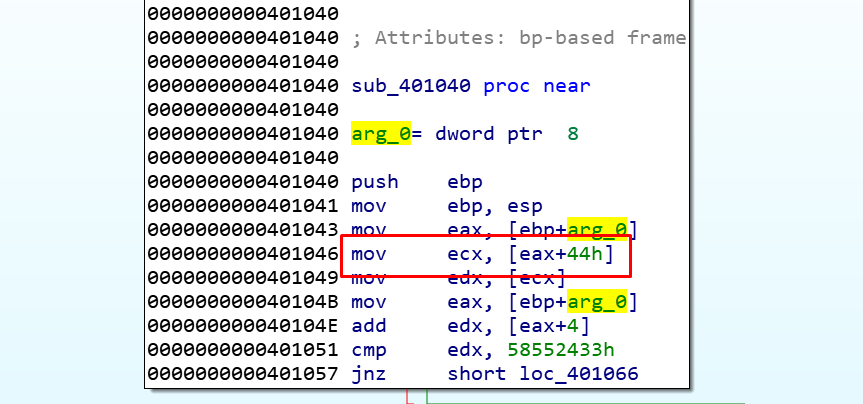 0000000000401040
0000000000401040 ; Attributes: bp-based frame
0000000000401040
0000000000401040 sub_401040 proc near
0000000000401040
0000000000401040 arg_0= dword ptr  8
0000000000401040
0000000000401040 push    ebp
0000000000401041 mov     ebp, esp
0000000000401043 mov     eax, [ebp+arg_0]
0000000000401046 mov     ecx, [eax+44h]
0000000000401049 mov     edx, [ecx]
000000000040104B mov     eax, [ebp+arg_0]
000000000040104E add     edx, [eax+4]
0000000000401051 cmp     edx, 58552433h
0000000000401057 jnz     short loc_401066